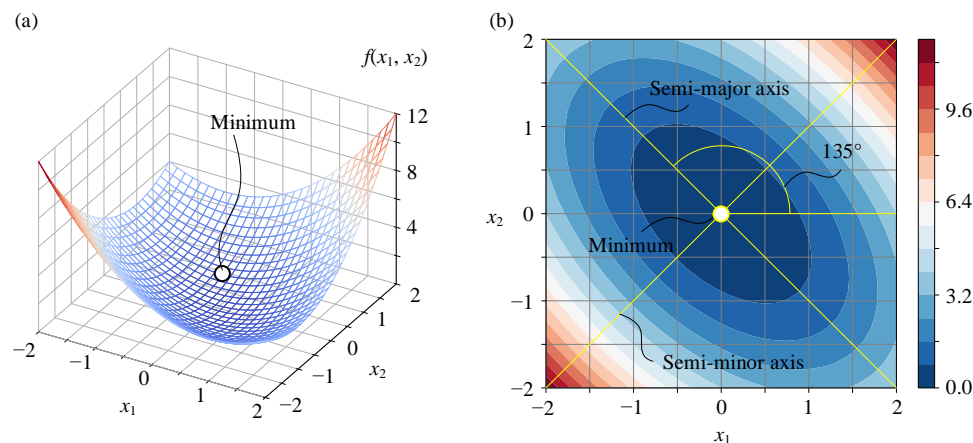 (a)
f(x₁, x₂)
Minimum
12
8
4
2
1
0
−1
−2
x₂
−2
−1
0
1
2
x₁
(b)
2
1
0
−1
−2
x₂
Semi-major axis
135°
Minimum
Semi-minor axis
−2
−1
0
1
2
x₁
9.6
6.4
3.2
0.0